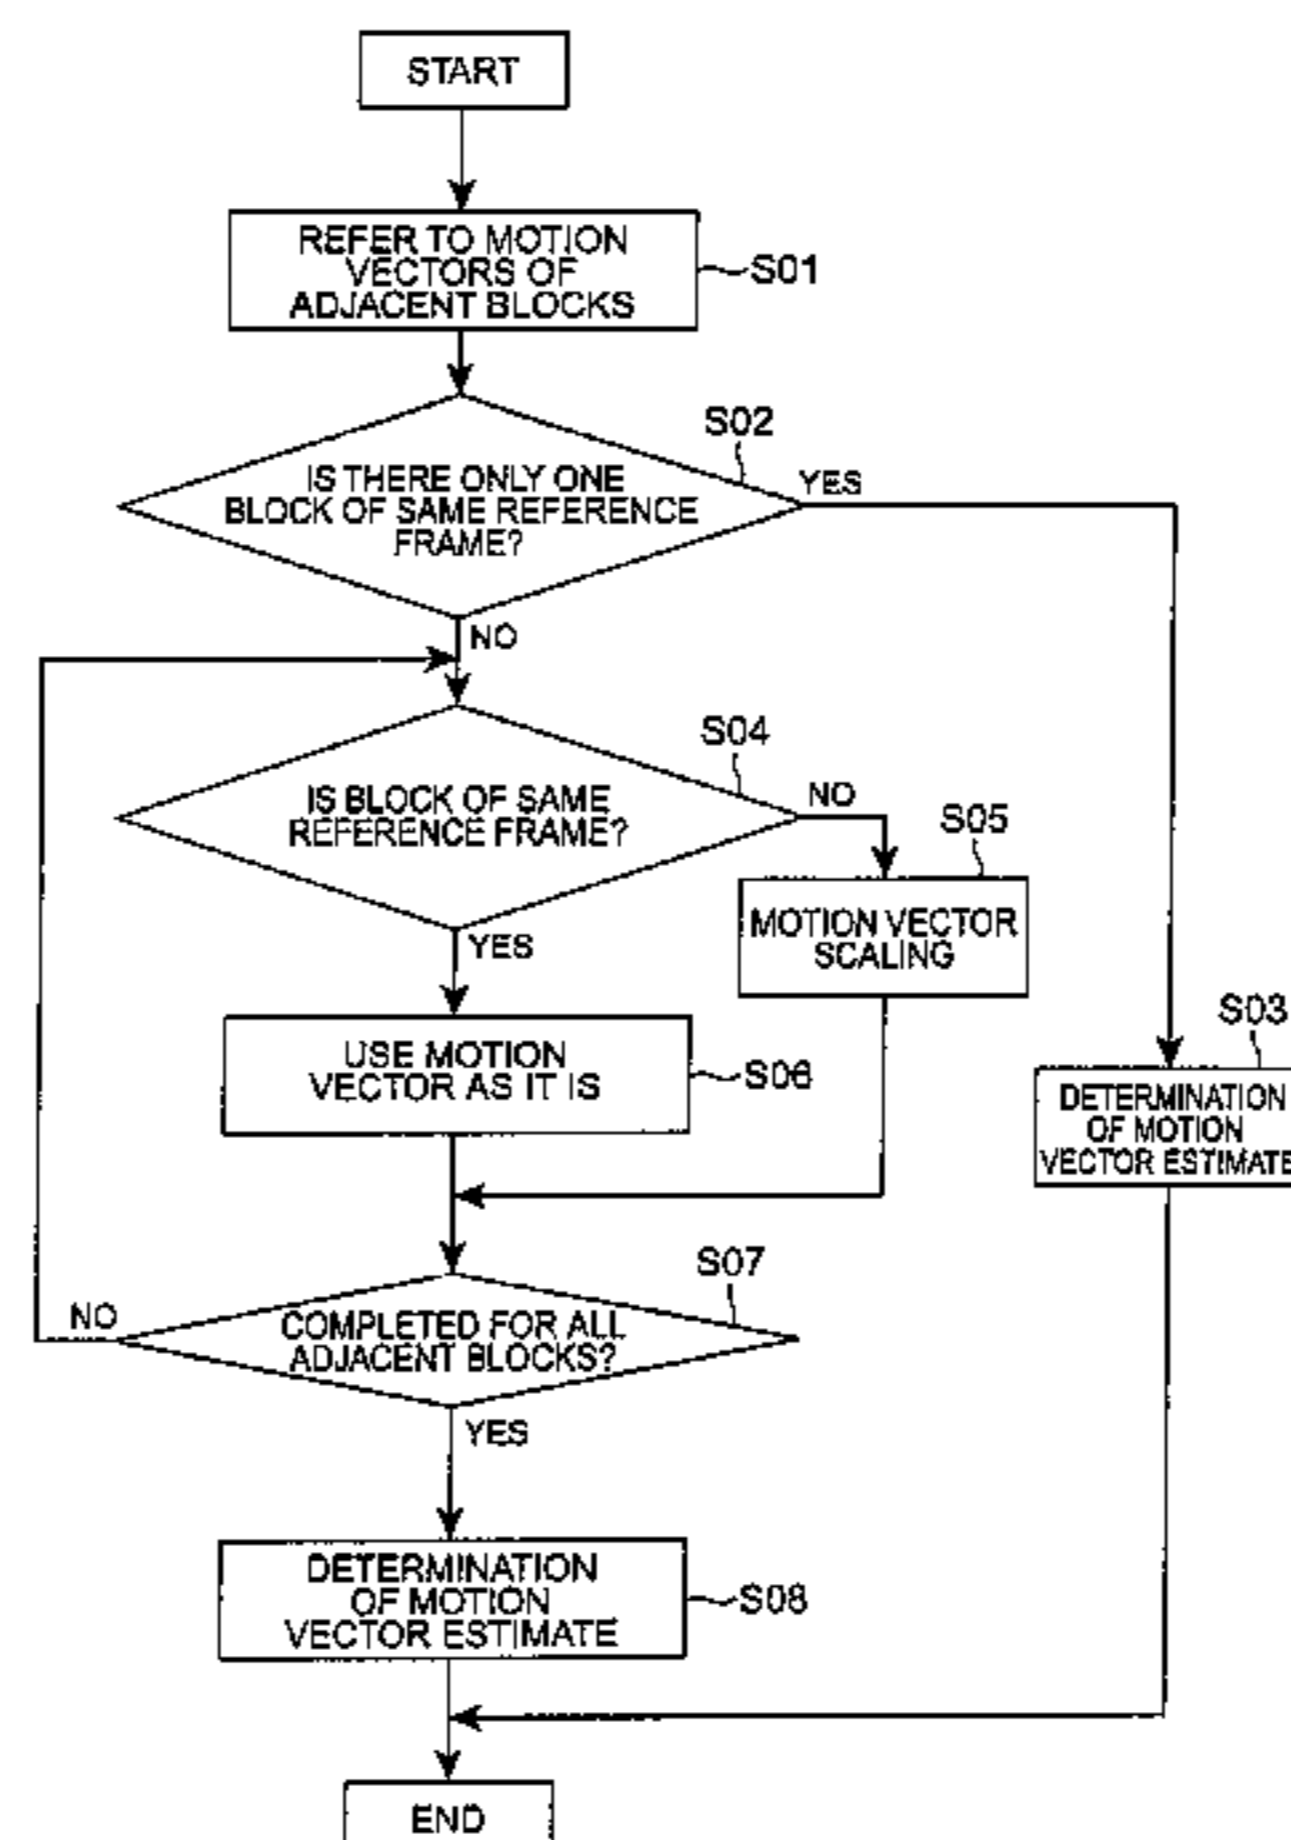 START
REFER TO MOTION
VECTORS OF
ADJACENT BLOCKS
S01
S02
IS THERE ONLY ONE
BLOCK OF SAME REFERENCE
FRAME?
YES
NO
S04
IS BLOCK OF SAME
REFERENCE FRAME?
NO
S05
MOTION VECTOR
SCALING
YES
USE MOTION
VECTOR AS IT IS
S06
S03
DETERMINATION
OF MOTION
VECTOR ESTIMATE
S07
COMPLETED FOR ALL
ADJACENT BLOCKS?
NO
YES
DETERMINATION
OF MOTION
VECTOR ESTIMATE
S08
END